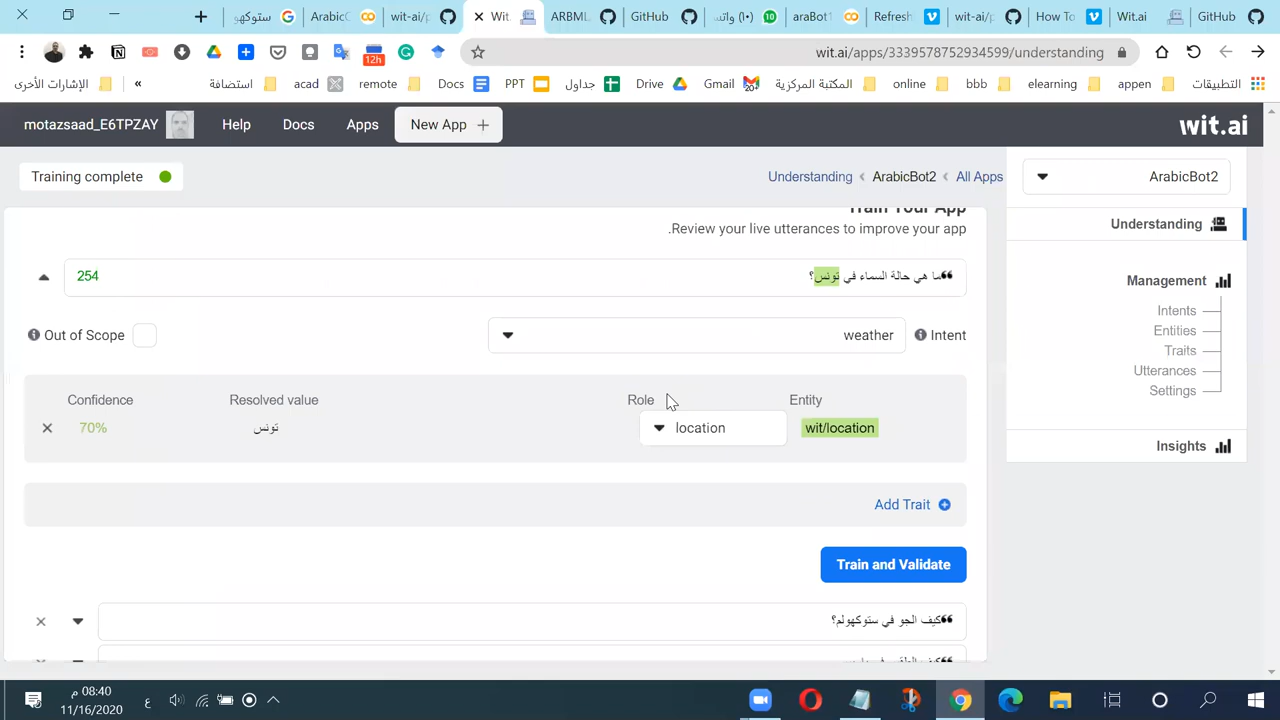 ستوكهو
ArabicC
wit-ai/p
Wit.
ARBML
GitHub
(١٠) واتس
10
araBot1
Refresh
wit-ai/p
How To
Wit.ai
GitHub
12h
wit.ai/apps/3339578752934599/understanding
الإشارات الأخرى
»
استضافة
acad
remote
Docs
PPT
جداول
Drive
Gmail
20+
المكتبة المركزية
online
bbb
elearning
appen
التطبيقات
motazsaad_E6TPZAY
Help
Docs
Apps
New App +
wit.ai
Training complete
Understanding < ArabicBot2 < All Apps
ArabicBot2
Train Your App
.Review your live utterances to improve your app
Understanding
Management
Intents
Entities
Traits
Utterances
Settings
Insights
254
❝ما هي حالة السماء في تونس؟
Out of Scope
weather
Intent
Confidence
Resolved value
Role
Entity
70%
تونس
location
wit/location
Add Trait
Train and Validate
❝كيف الجو في ستوكهولم؟
08:40 م
11/16/2020
ع